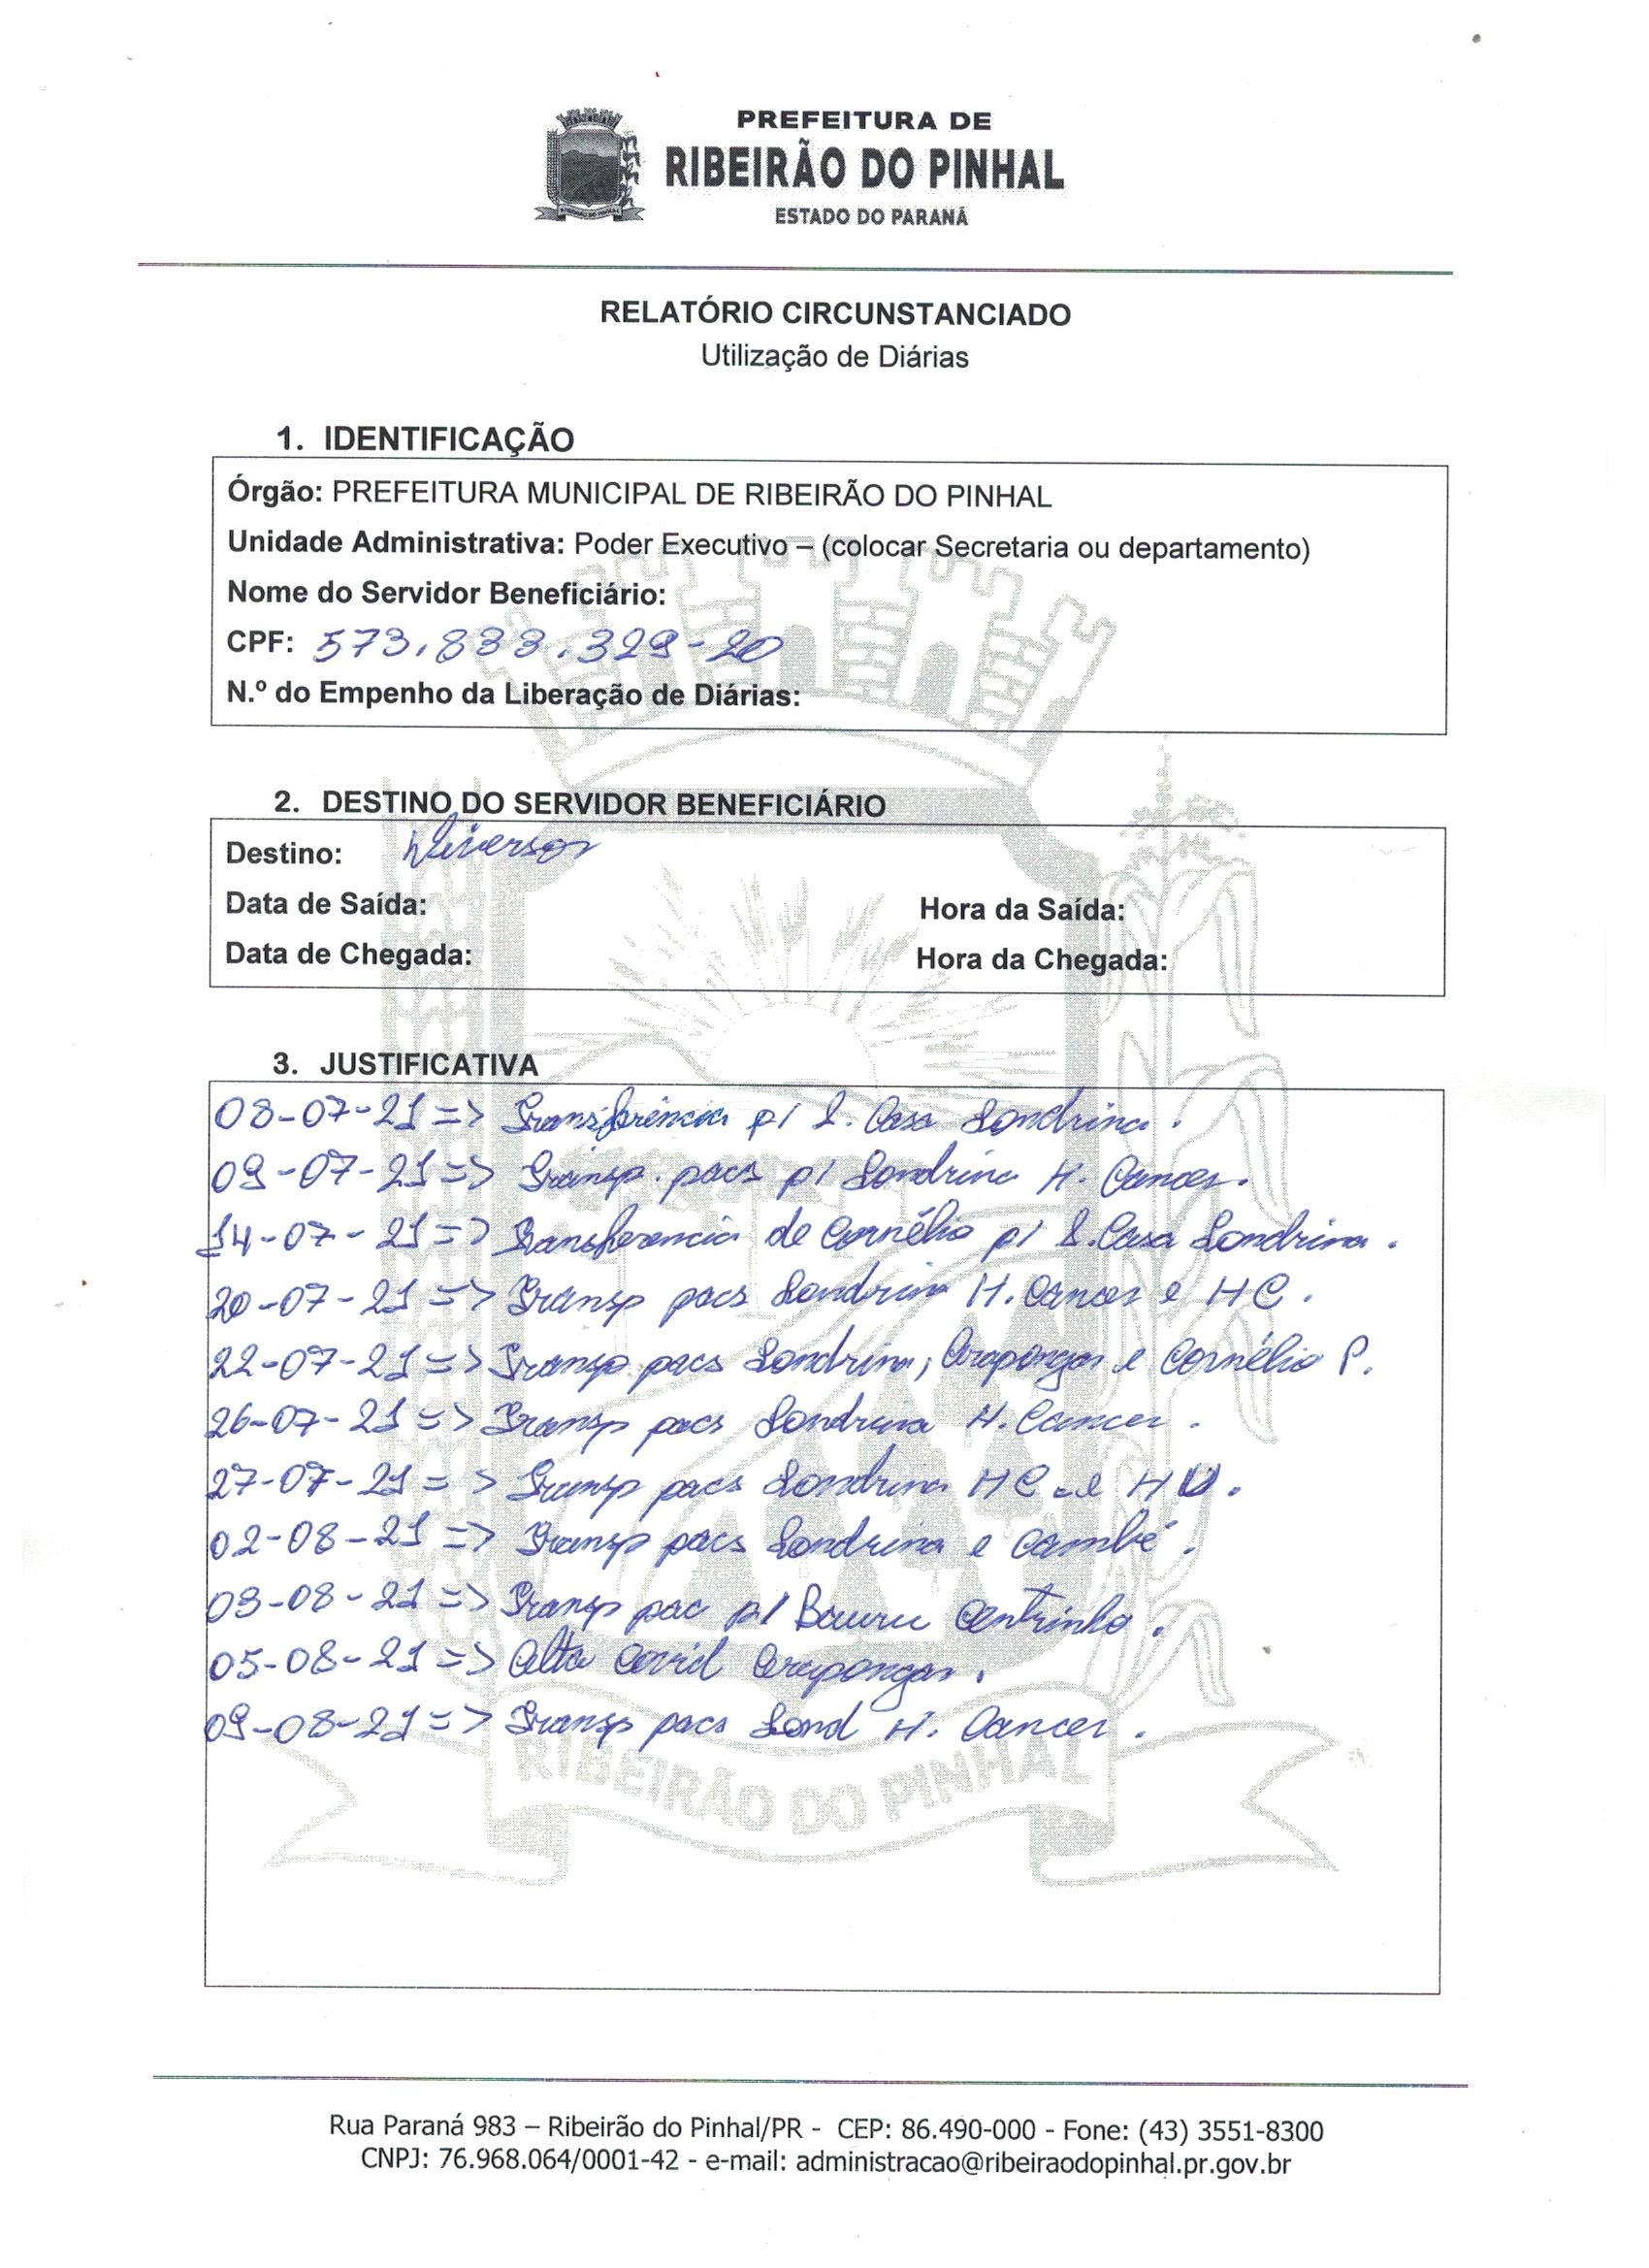 PREFEITURA DE
RIBEIRÃO DO PINHAL
ESTADO DO PARANÁ
RELATÓRIO CIRCUNSTANCIADO
Utilização de Diárias
1. IDENTIFICAÇÃO
Órgão: PREFEITURA MUNICIPAL DE RIBEIRÃO DO PINHAL
Unidade Administrativa: Poder Executivo – (colocar Secretaria ou departamento)
Nome do Servidor Beneficiário:
CPF: 573.833.329-20
N.º do Empenho da Liberação de Diárias:
2. DESTINO DO SERVIDOR BENEFICIÁRIO
Destino: Diversos
Data de Saída: Hora da Saída:
Data de Chegada: Hora da Chegada:
3. JUSTIFICATIVA
08-07-21 => Transferência p/ S. Casa Londrina.
09-07-21 => Transp. pacs p/ Londrina H. Cancer.
14-07-21 => Transferencia de Cornélio p/ S. Casa Londrina.
20-07-21 => Transp pacs Londrina H. Cancer e HC.
22-07-21 => Transp. pacs Londrina, Arapongas e Cornélio P.
26-07-21 => Transp pacs Londrina H. Cancer.
27-07-21 => Transp pacs Londrina HC e HU.
02-08-21 => Transp pacs Londrina e Cambé.
03-08-21 => Transp pac p/ Bauru Centrinho.
05-08-21 => Alta Covid Arapongas.
09-08-21 => Transp pacs Lond H. Cancer.
RIBEIRÃO DO PINHAL
Rua Paraná 983 – Ribeirão do Pinhal/PR - CEP: 86.490-000 - Fone: (43) 3551-8300
CNPJ: 76.968.064/0001-42 - e-mail: administracao@ribeiraodopinhal.pr.gov.br